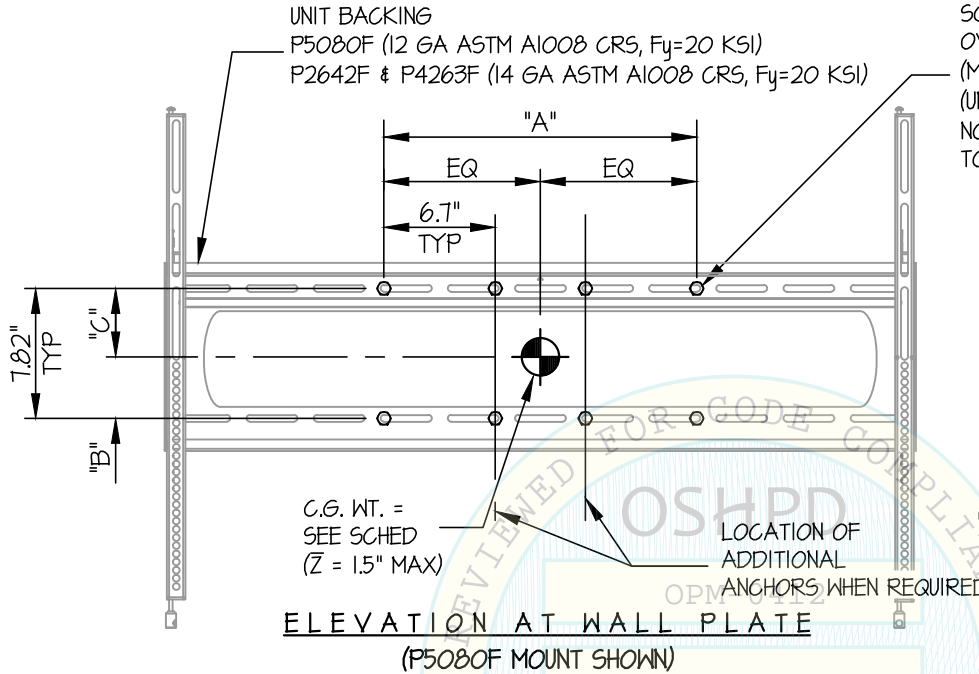 UNIT BACKING
P5080F (12 GA ASTM A1008 CRS, Fy=20 KSI)
P2642F & P4263F (14 GA ASTM A1008 CRS, Fy=20 KSI)
"A"
EQ
EQ
6.7"
TYP
7.82"
TYP
"C"
"B"
C.G. WT. =
SEE SCHED
(Z̅ = 1.5" MAX)
LOCATION OF
ADDITIONAL
ANCHORS WHEN REQUIRED
REVIEWED FOR CODE
OSHPD
ELEVATION AT WALL PLATE
(P5080F MOUNT SHOWN)